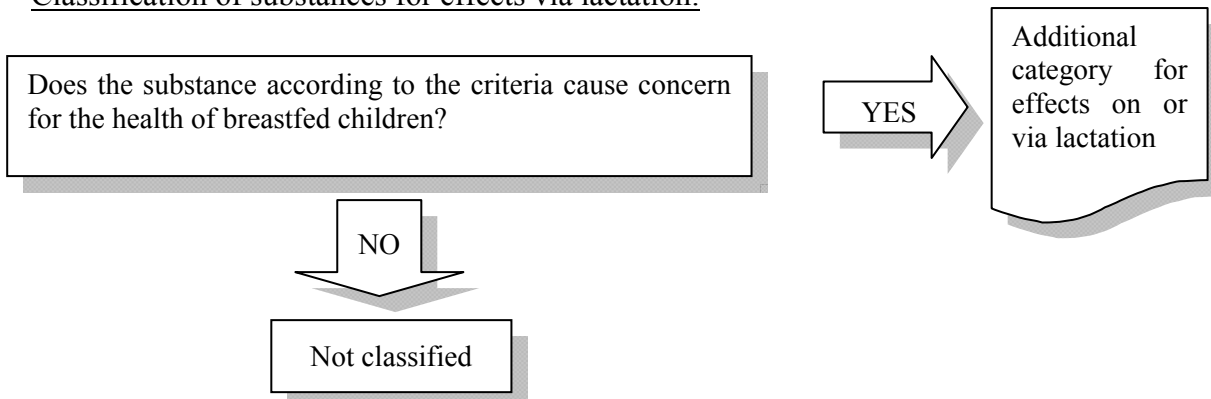 Classification of substances for effects via lactation:
Does the substance according to the criteria cause concern
for the health of breastfed children?
YES
Additional
category for
effects on or
via lactation
NO
Not classified